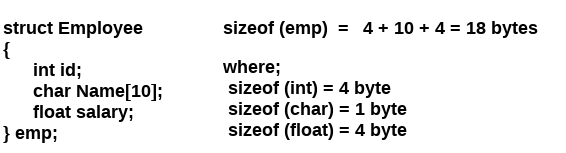 struct Employee
{
int id;
char Name[10];
float salary;
} emp;
sizeof (emp) = 4 + 10 + 4 = 18 bytes
where;
sizeof (int) = 4 byte
sizeof (char) = 1 byte
sizeof (float) = 4 byte